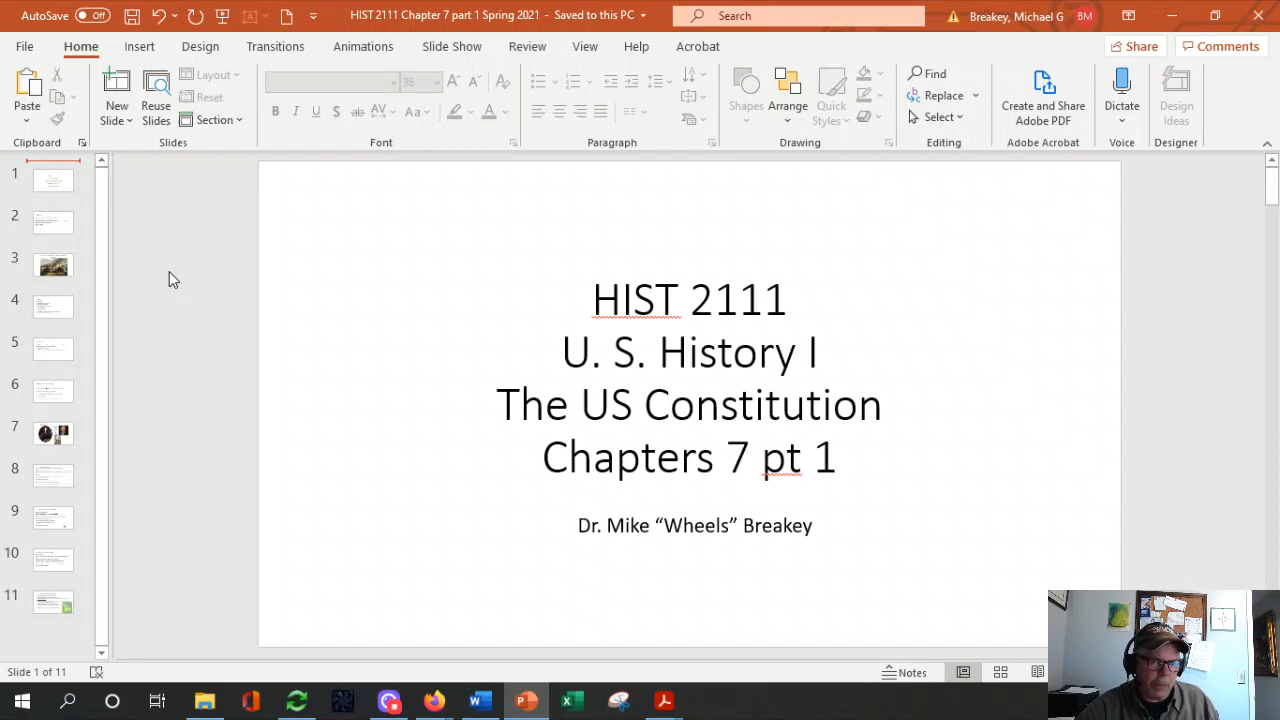 AutoSave Off HIST 2111 Chapter 7 part 1 Spring 2021 - Saved to this PC Search Breakey, Michael G BM
File Home Insert Design Transitions Animations Slide Show Review View Help Acrobat Share Comments
Paste
New Slide
Reuse Slides
Layout
Reset
Section
36
Shapes
Arrange
Quick Styles
Find
Replace
Select
Create and Share Adobe PDF
Dictate
Design Ideas
Clipboard Slides Font Paragraph Drawing Editing Adobe Acrobat Voice Designer
1
2
3
4
5
6
7
8
9
10
11
HIST 2111
U. S. History I
The US Constitution
Chapters 7 pt 1
Dr. Mike “Wheels” Breakey
Slide 1 of 11 Notes